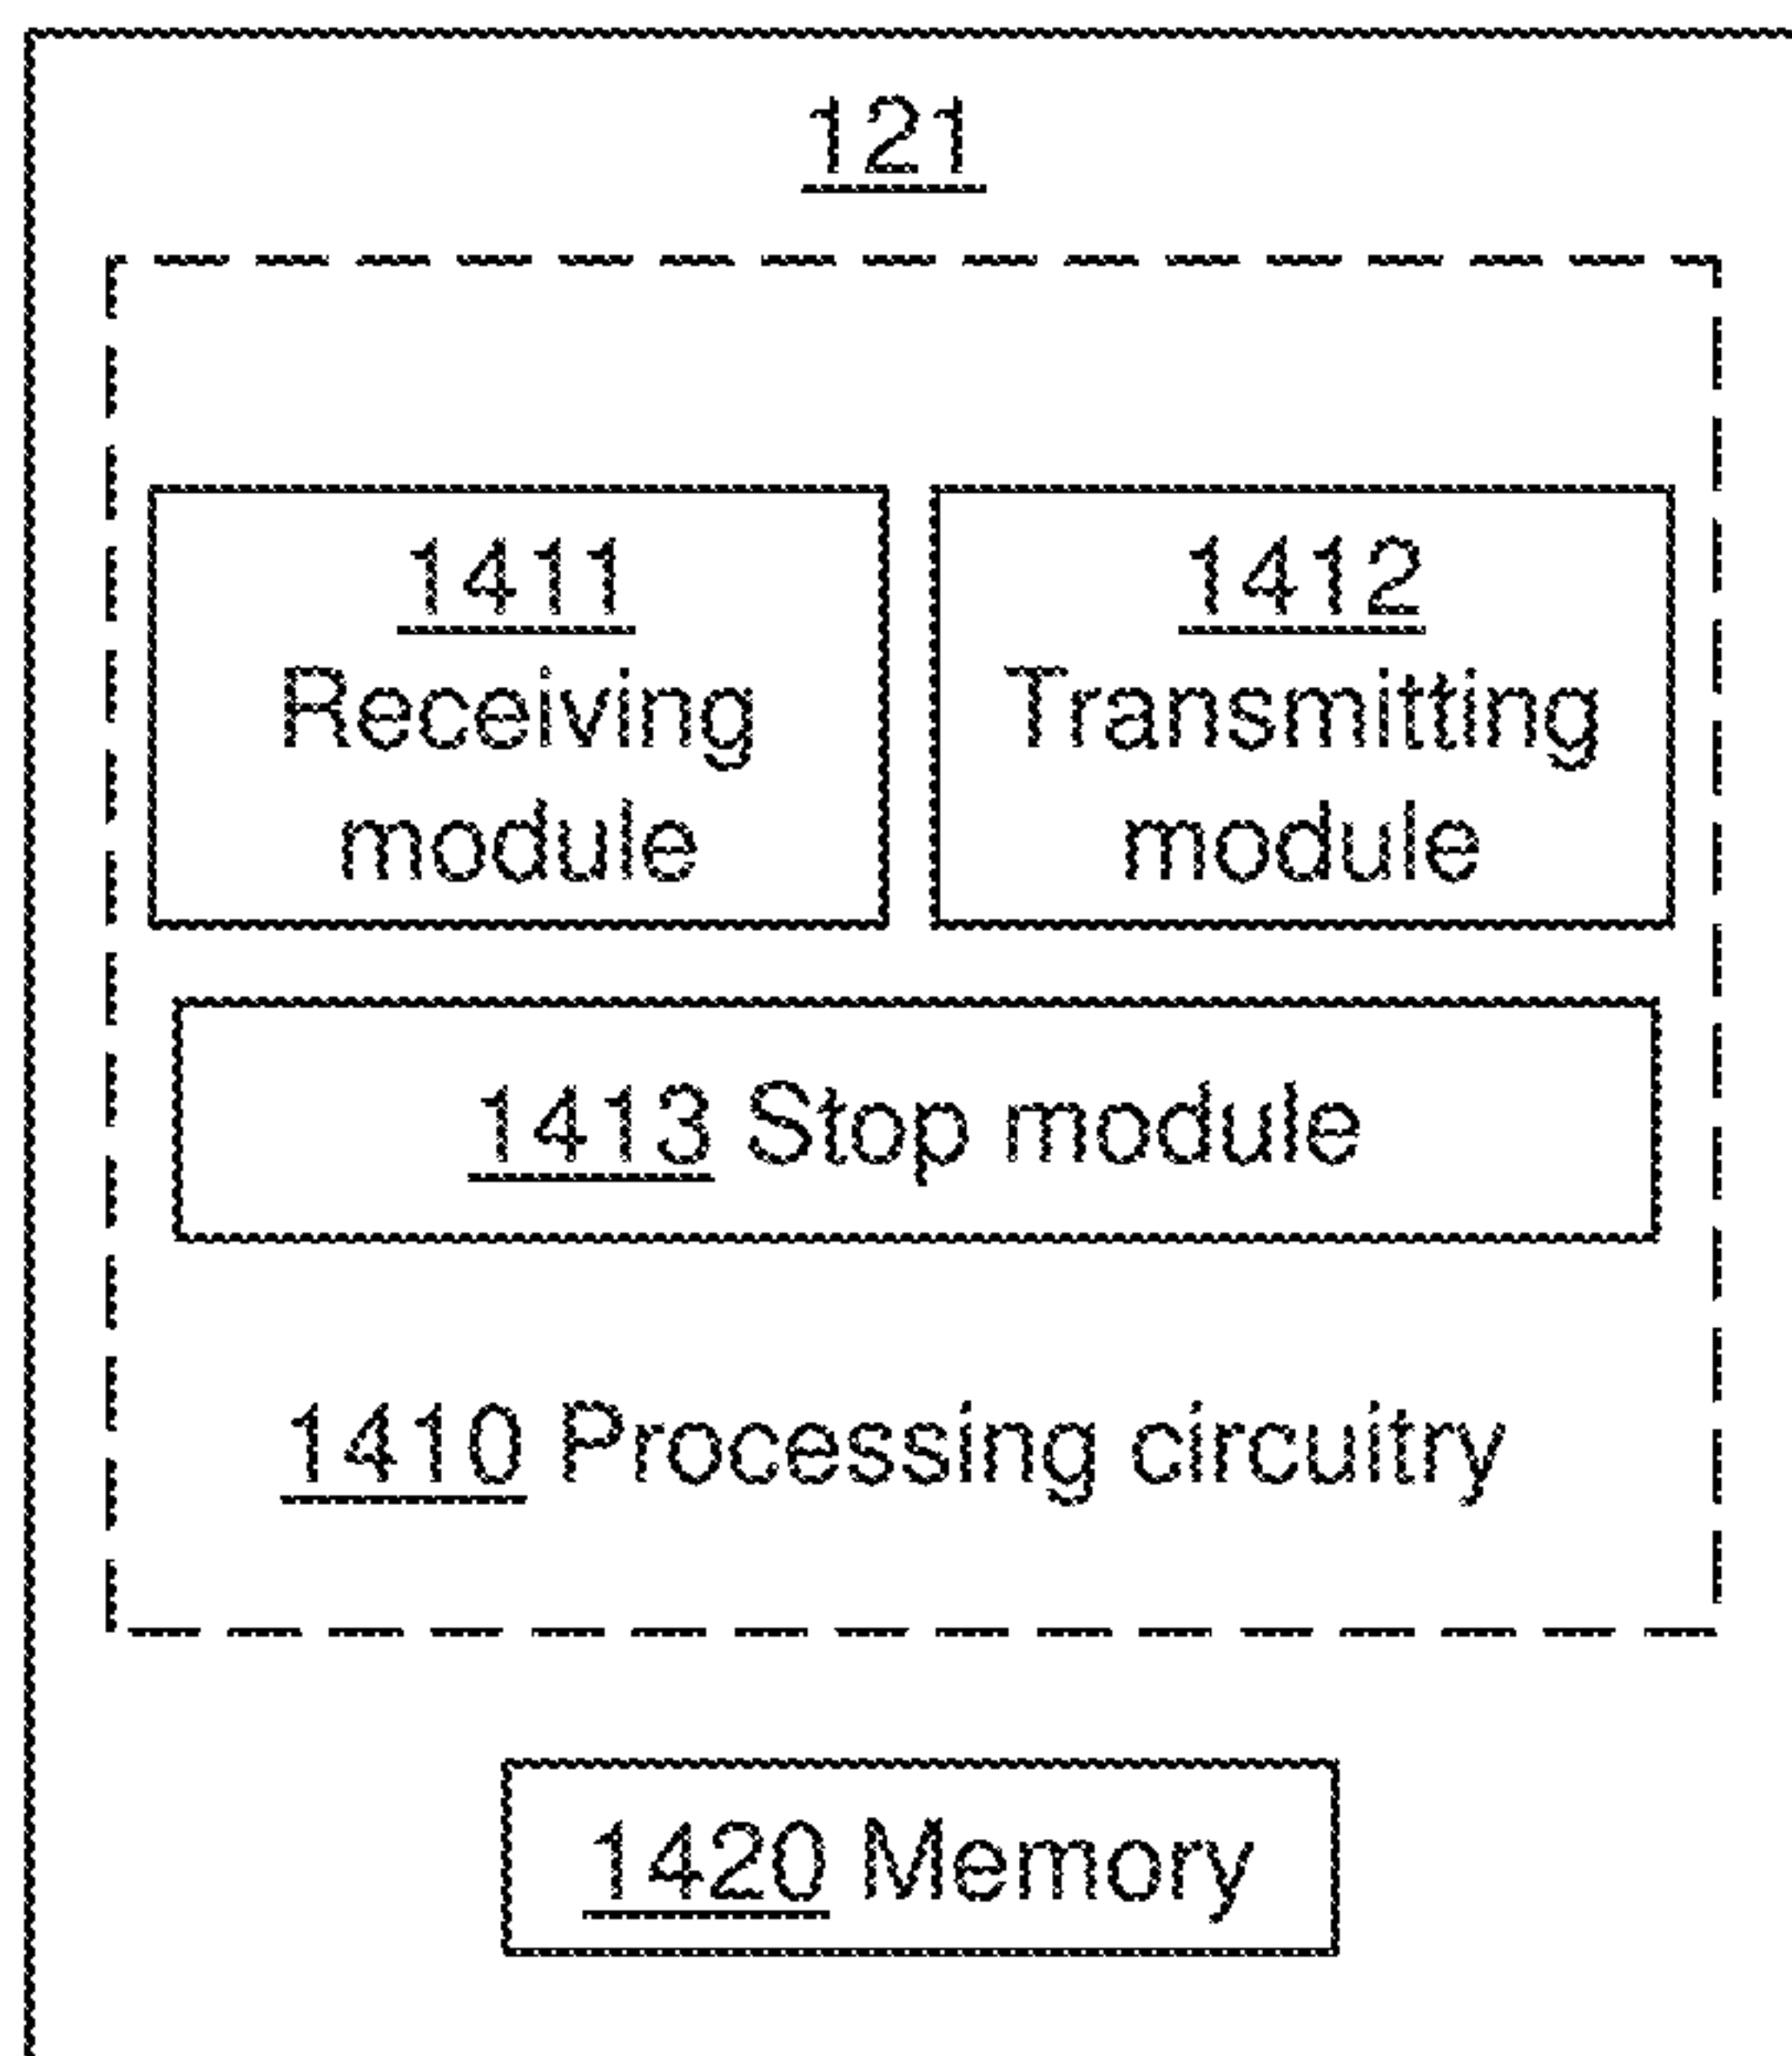 121
1411
Receiving
module
1412
Transmitting
module
1413 Stop module
1410 Processing circuitry
1420 Memory